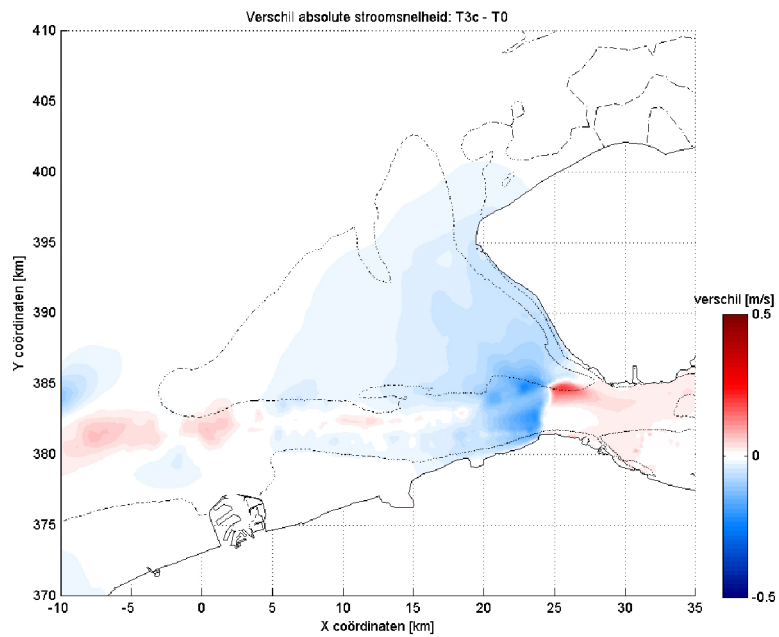 Verschil absolute stroomsnelheid: T3c - T0
410
405
400
395
390
385
380
375
370
Y coördinaten [km]
-10 -5 0 5 10 15 20 25 30 35
X coördinaten [km]
verschil [m/s]
0.5
0
-0.5